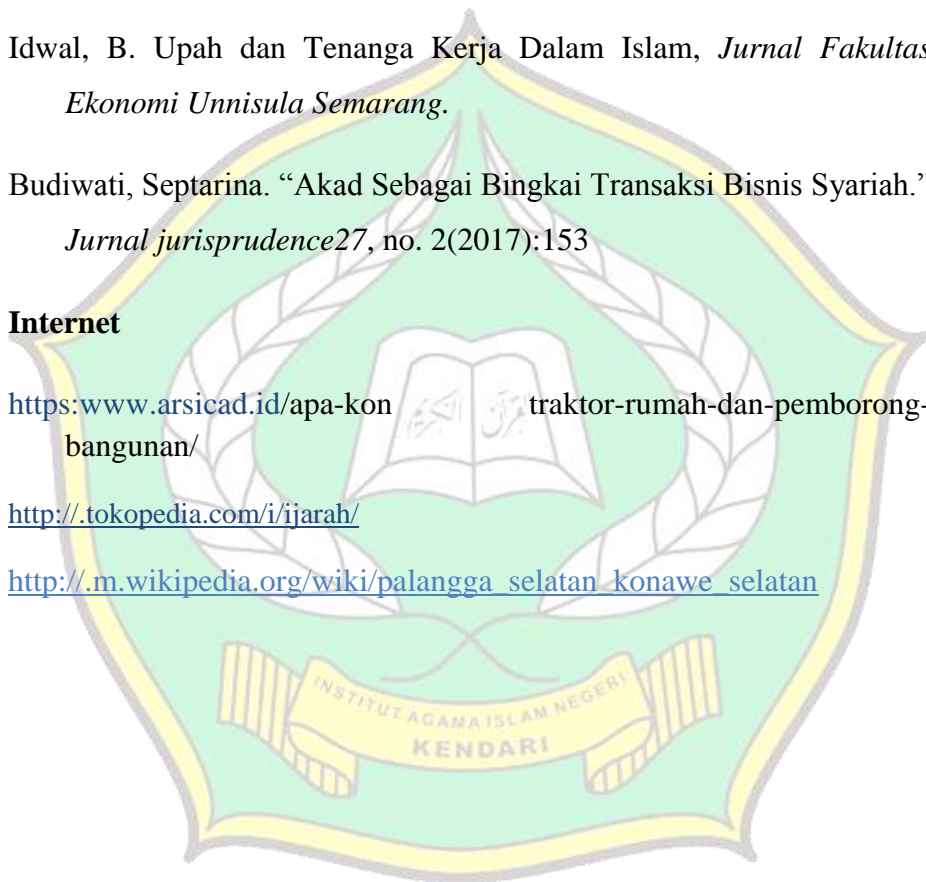 Idwal, B. Upah dan Tenanga Kerja Dalam Islam, Jurnal Fakultas
Ekonomi Unnisula Semarang.
Budiwati, Septarina. “Akad Sebagai Bingkai Transaksi Bisnis Syariah.”
Jurnal jurisprudence27, no. 2(2017):153
Internet
https:www.arsicad.id/apa-kon traktor-rumah-dan-pemborong-
bangunan/
http://.tokopedia.com/i/ijarah/
http://.m.wikipedia.org/wiki/palangga_selatan_konawe_selatan
INSTITUT AGAMA ISLAM NEGERI
KENDARI